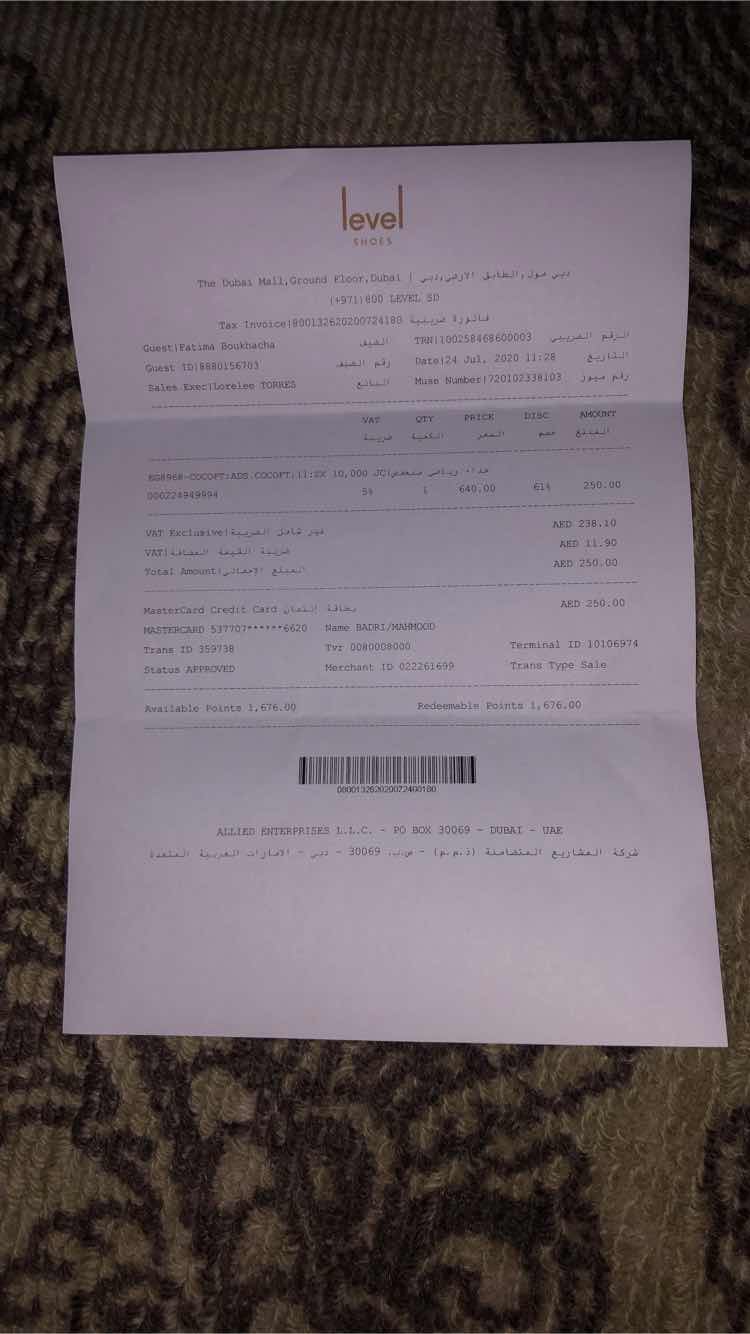 level
SHOES
The Dubai Mall,Ground Floor,Dubai | دبي مول,الطابق الارضي,دبي
(+971)800 LEVEL SD
Tax Invoice|800132620200724180 فاتورة ضريبية
Guest|Fatima Boukhacha الضيف TRN|100258468600003 الرقم الضريبي
Guest ID|8880156703 رقم الضيف Date|24 Jul, 2020 11:28 التاريخ
Sales Exec|Lorelee TORRES البائع Muse Number|720102338103 رقم ميوز
VAT QTY PRICE DISC AMOUNT
ضريبة الكمية السعر خصم المبلغ
EG8968-COCOFT:ADS.COCOFT:11:ZX 10,000 JC|حذاء رياضي منخفض
000224949994 5% 1 640.00 61% 250.00
VAT Exclusive|غير شامل الضريبة AED 238.10
VAT|ضريبة القيمة المضافة AED 11.90
Total Amount|المبلغ الإجمالي AED 250.00
MasterCard Credit Card بطاقة إئتمان AED 250.00
MASTERCARD 537707******6620 Name BADRI/MAHMOOD
Trans ID 359738 Tvr 0080008000 Terminal ID 10106974
Status APPROVED Merchant ID 022261699 Trans Type Sale
Available Points 1,676.00 Redeemable Points 1,676.00
08001326202007240180
ALLIED ENTERPRISES L.L.C. - PO BOX 30069 - DUBAI - UAE
شركة المشاريع المتضامنة (ذ.م.م) - ص.ب. 30069 - دبي - الامارات العربية المتحدة